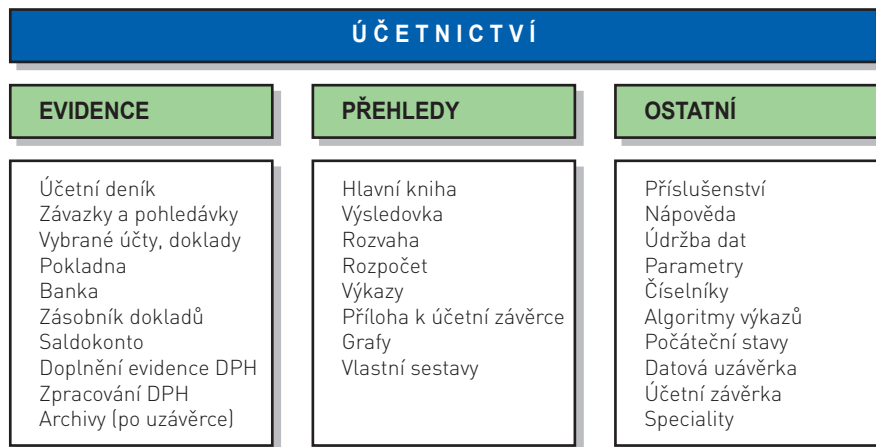 ÚČETNICTVÍ
EVIDENCE
Účetní deník
Závazky a pohledávky
Vybrané účty, doklady
Pokladna
Banka
Zásobník dokladů
Saldokonto
Doplnění evidence DPH
Zpracování DPH
Archivy (po uzávěrce)
PŘEHLEDY
Hlavní kniha
Výsledovka
Rozvaha
Rozpočet
Výkazy
Příloha k účetní závěrce
Grafy
Vlastní sestavy
OSTATNÍ
Příslušenství
Nápověda
Údržba dat
Parametry
Číselníky
Algoritmy výkazů
Počáteční stavy
Datová uzávěrka
Účetní závěrka
Speciality